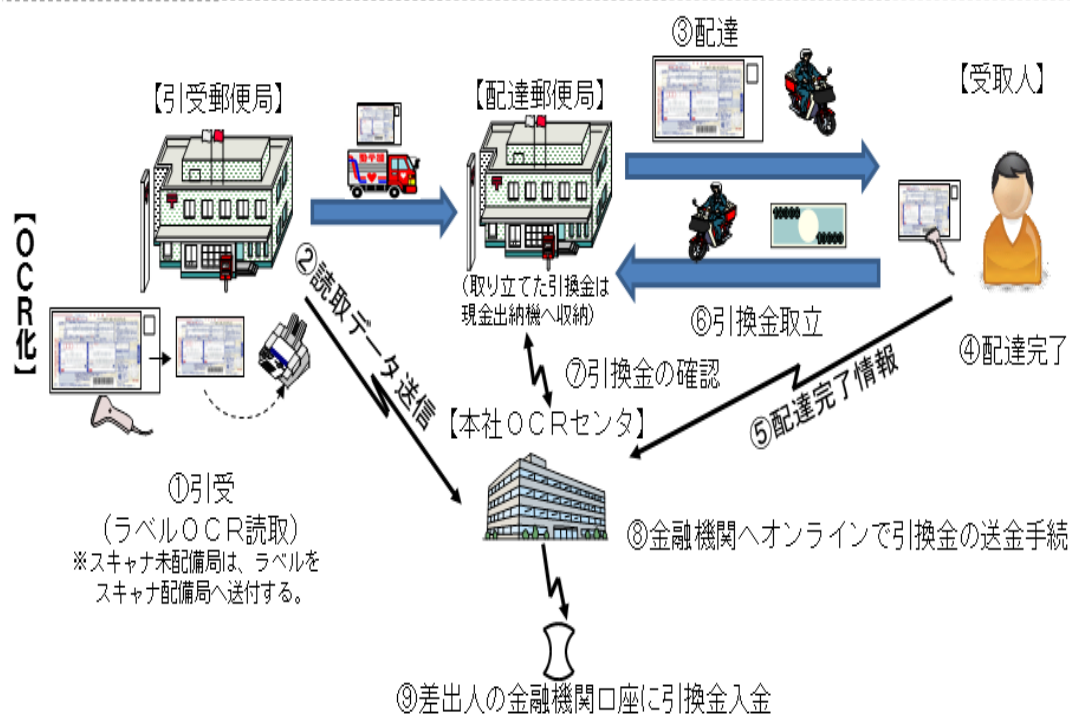 【OCR化】
【引受郵便局】
【配達郵便局】
③配達
【受取人】
(取り立てた引換金は
現金出納機へ収納)
②読取データ送信
⑥引換金取立
④配達完了
⑦引換金の確認
⑤配達完了情報
【本社OCRセンタ】
①引受
(ラベルOCR読取)
※スキャナ未配備局は、ラベルを
スキャナ配備局へ送付する。
⑧金融機関へオンラインで引換金の送金手続
⑨差出人の金融機関口座に引換金入金
10000
10000